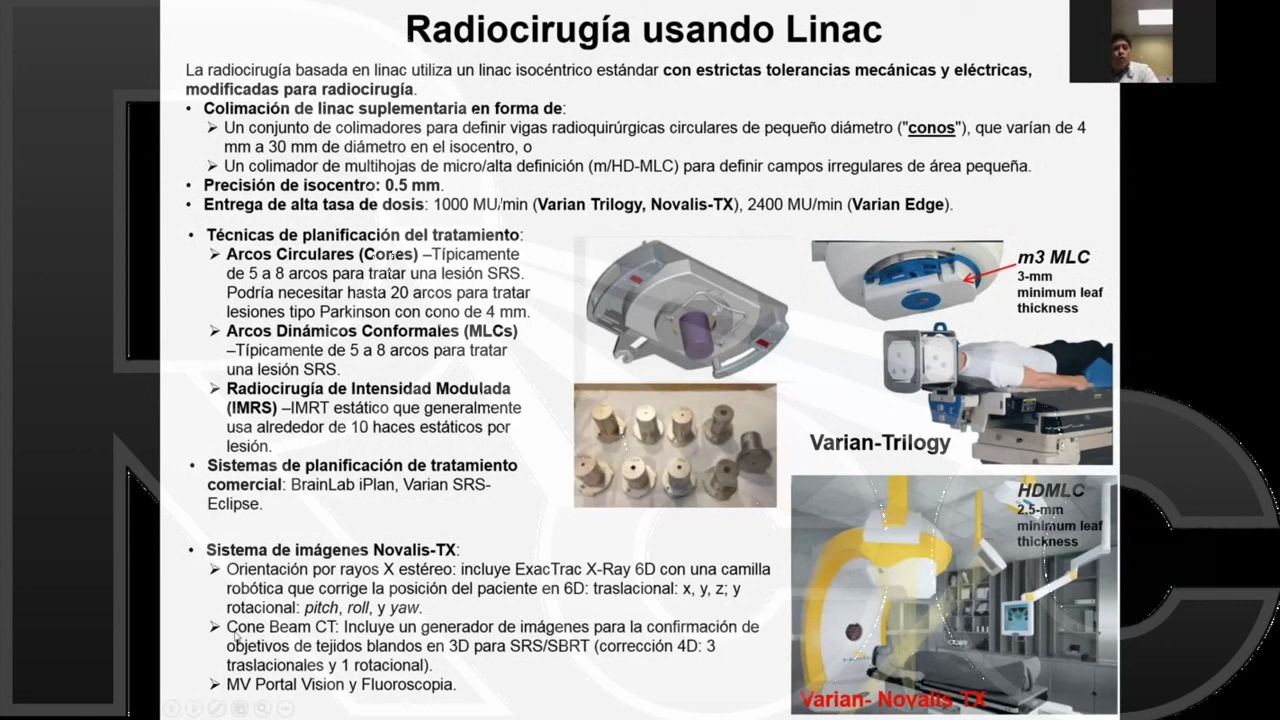 Radiocirugía usando Linac
La radiocirugía basada en linac utiliza un linac isocéntrico estándar con estrictas tolerancias mecánicas y eléctricas,
modificadas para radiocirugía.
• Colimación de linac suplementaria en forma de:
➢ Un conjunto de colimadores para definir vigas radioquirúrgicas circulares de pequeño diámetro ("conos"), que varían de 4
mm a 30 mm de diámetro en el isocentro, o
➢ Un colimador de multihojas de micro/alta definición (m/HD-MLC) para definir campos irregulares de área pequeña.
• Precisión de isocentro: 0.5 mm.
• Entrega de alta tasa de dosis: 1000 MU/min (Varian Trilogy, Novalis-TX), 2400 MU/min (Varian Edge).
• Técnicas de planificación del tratamiento:
➢ Arcos Circulares (Cones) –Típicamente
de 5 a 8 arcos para tratar una lesión SRS.
Podría necesitar hasta 20 arcos para tratar
lesiones tipo Parkinson con cono de 4 mm.
➢ Arcos Dinámicos Conformales (MLCs)
–Típicamente de 5 a 8 arcos para tratar
una lesión SRS.
➢ Radiocirugía de Intensidad Modulada
(IMRS) –IMRT estático que generalmente
usa alrededor de 10 haces estáticos por
lesión.
• Sistemas de planificación de tratamiento
comercial: BrainLab iPlan, Varian SRS-
Eclipse.
• Sistema de imágenes Novalis-TX:
➢ Orientación por rayos X estéreo: incluye ExacTrac X-Ray 6D con una camilla
robótica que corrige la posición del paciente en 6D: traslacional: x, y, z; y
rotacional: pitch, roll, y yaw.
➢ Cone Beam CT: Incluye un generador de imágenes para la confirmación de
objetivos de tejidos blandos en 3D para SRS/SBRT (corrección 4D: 3
traslacionales y 1 rotacional).
➢ MV Portal Vision y Fluoroscopia.
m3 MLC
3-mm
minimum leaf
thickness
Varian-Trilogy
HDMLC
2.5-mm
minimum leaf
thickness
Varian- Novalis TX